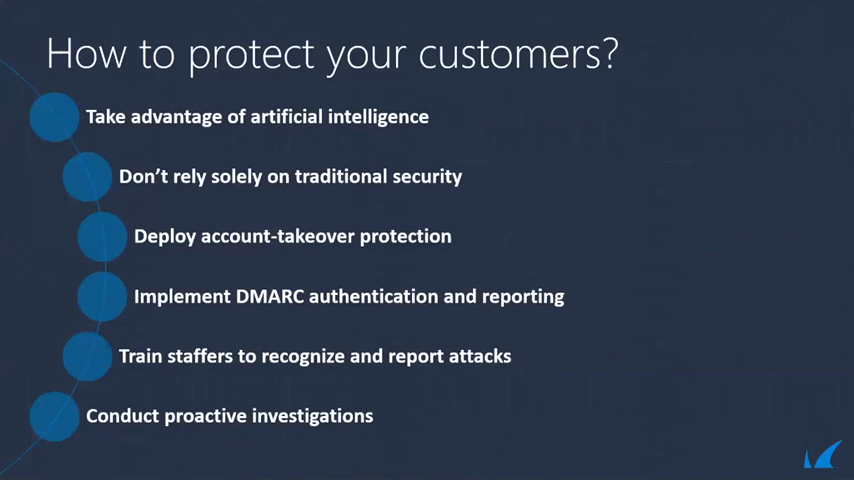 How to protect your customers?
Take advantage of artificial intelligence
Don’t rely solely on traditional security
Deploy account-takeover protection
Implement DMARC authentication and reporting
Train staffers to recognize and report attacks
Conduct proactive investigations